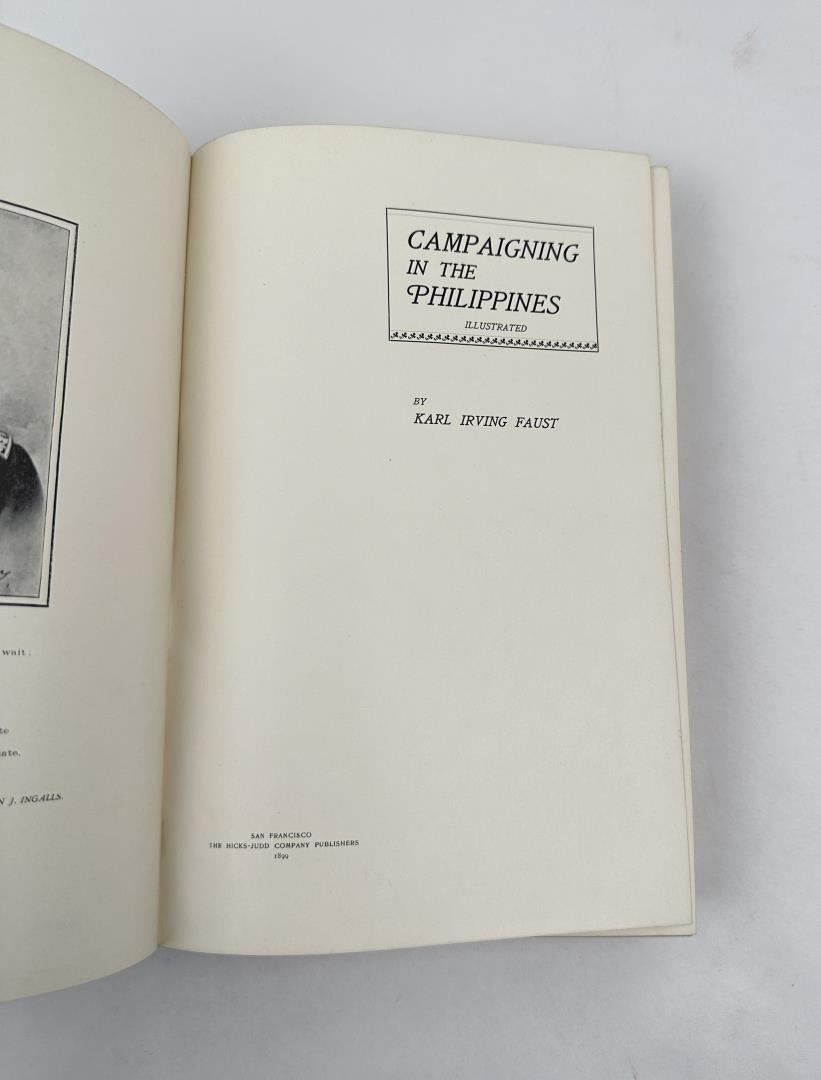 wait ;
ate.
N J. INGALLS.
CAMPAIGNING
IN THE
PHILIPPINES
ILLUSTRATED
BY
KARL IRVING FAUST
SAN FRANCISCO
THE HICKS-JUDD COMPANY PUBLISHERS
1899